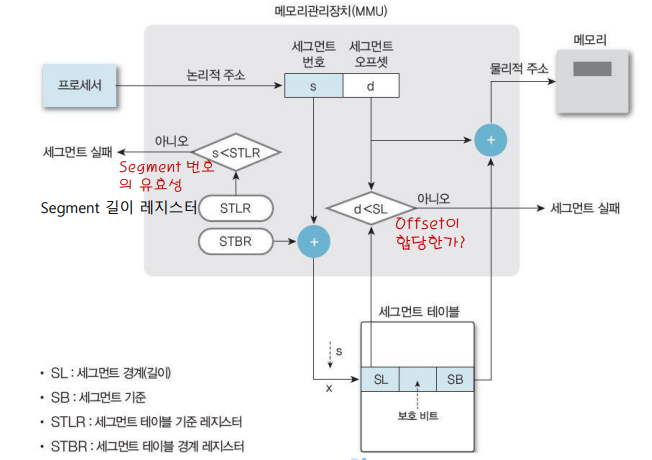 메모리관리장치(MMU)
세그먼트
번호
세그먼트
오프셋
메모리
프로세서
논리적 주소
s
d
물리적 주소
아니오
세그먼트 실패
s<STLR
+
Segment 번호
의 유효성
Segment 길이 레지스터
STLR
d<SL
아니오
세그먼트 실패
Offset이
합당한가?
STBR
+
세그먼트 테이블
s
x
SL
SB
보호 비트
• SL : 세그먼트 경계(길이)
• SB : 세그먼트 기준
• STLR : 세그먼트 테이블 기준 레지스터
• STBR : 세그먼트 테이블 경계 레지스터